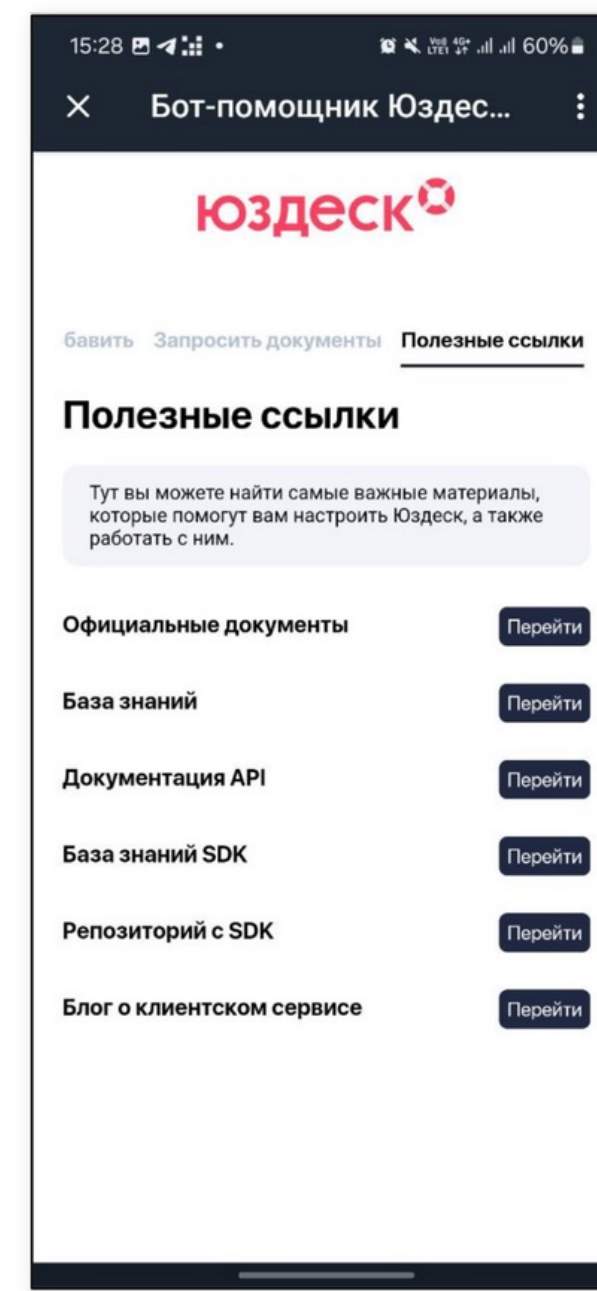 15:28
60%
Бот-помощник Юздес...
юздеск
бавить Запросить документы Полезные ссылки
Полезные ссылки
Тут вы можете найти самые важные материалы,
которые помогут вам настроить Юздеск, а также
работать с ним.
Официальные документы Перейти
База знаний Перейти
Документация API Перейти
База знаний SDK Перейти
Репозиторий с SDK Перейти
Блог о клиентском сервисе Перейти